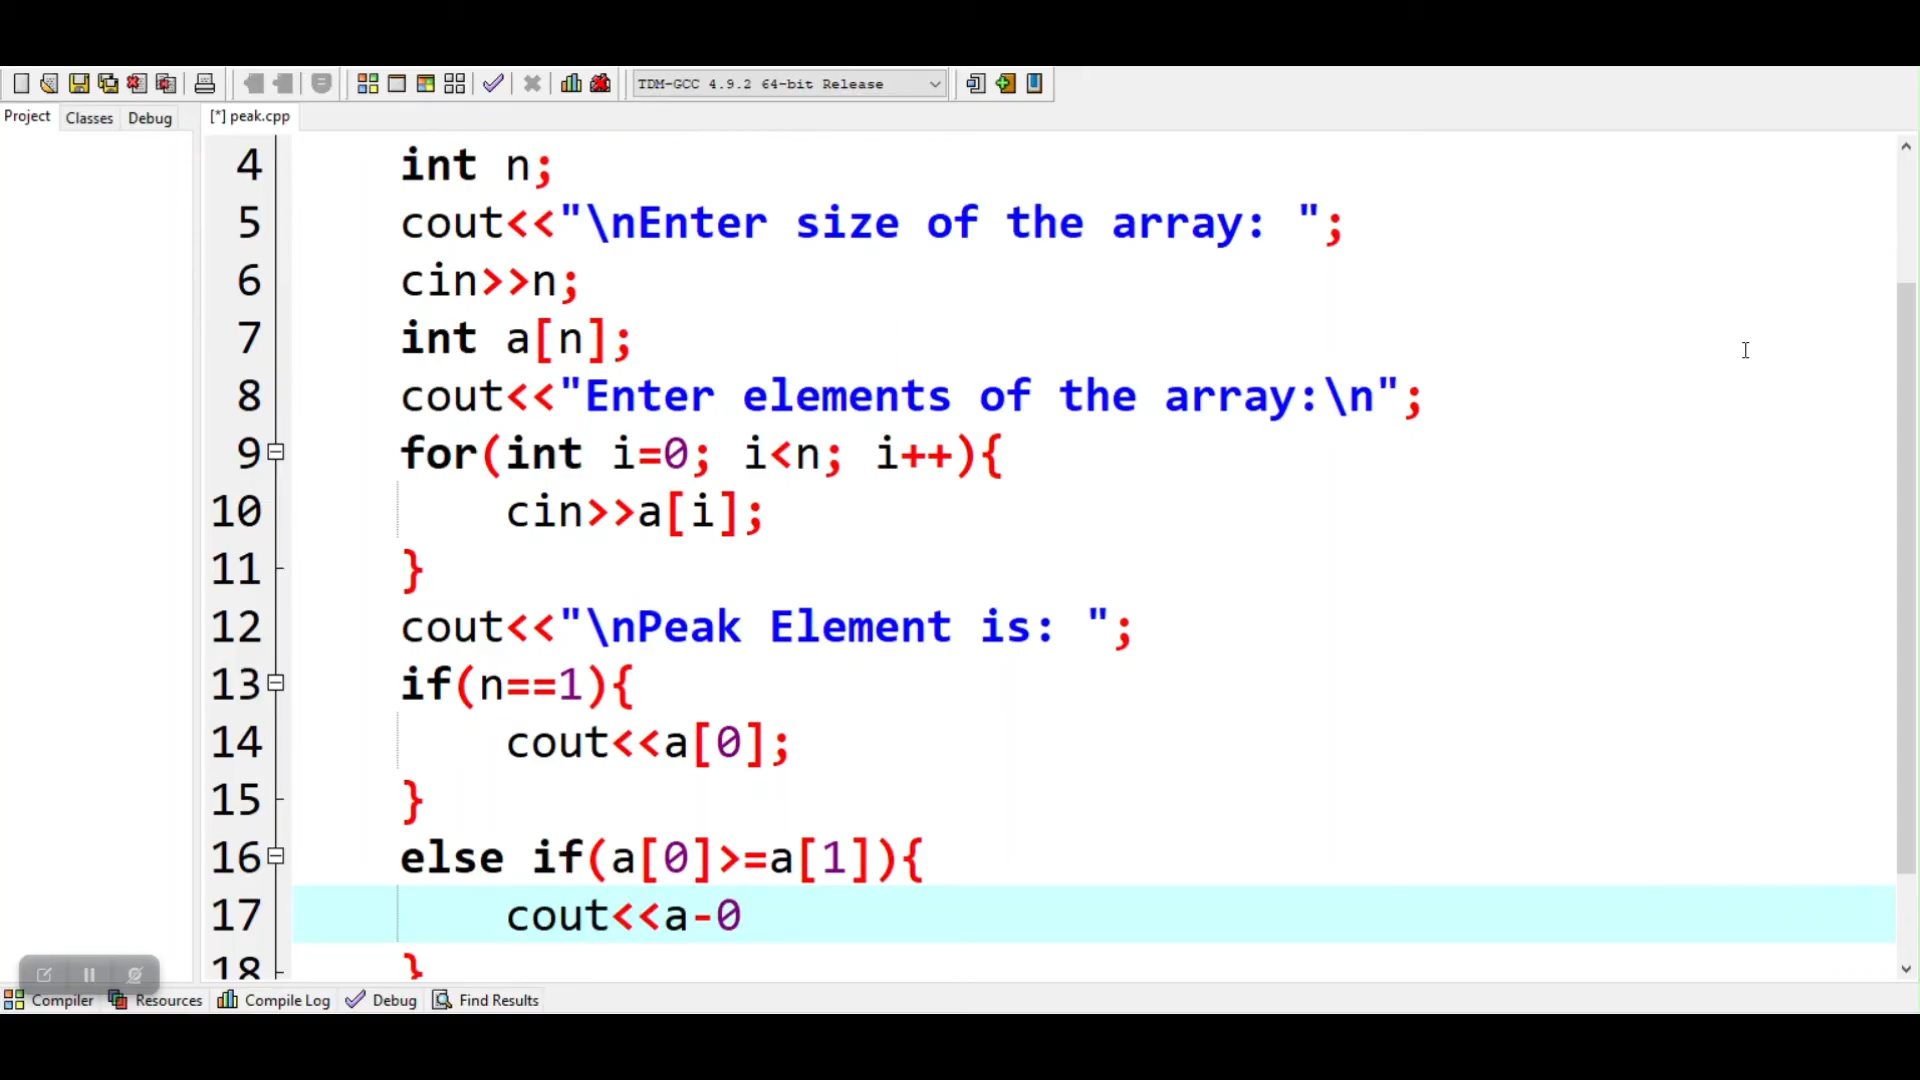 TDM-GCC 4.9.2 64-bit Release
Project Classes Debug [*] peak.cpp
4 int n;
5 cout<<"\nEnter size of the array: ";
6 cin>>n;
7 int a[n];
8 cout<<"Enter elements of the array:\n";
9 for(int i=0; i<n; i++){
10 cin>>a[i];
11 }
12 cout<<"\nPeak Element is: ";
13 if(n==1){
14 cout<<a[0];
15 }
16 else if(a[0]>=a[1]){
17 cout<<a-0
18 }
Compiler Resources Compile Log Debug Find Results